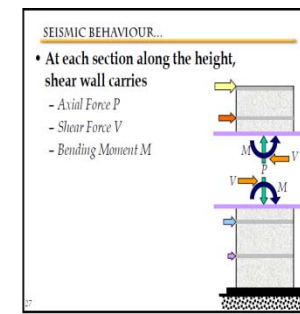 SEISMIC BEHAVIOUR...
• At each section along the height,
shear wall carries
– Axial Force P
– Shear Force V
– Bending Moment M
M
V
P
V
M
27